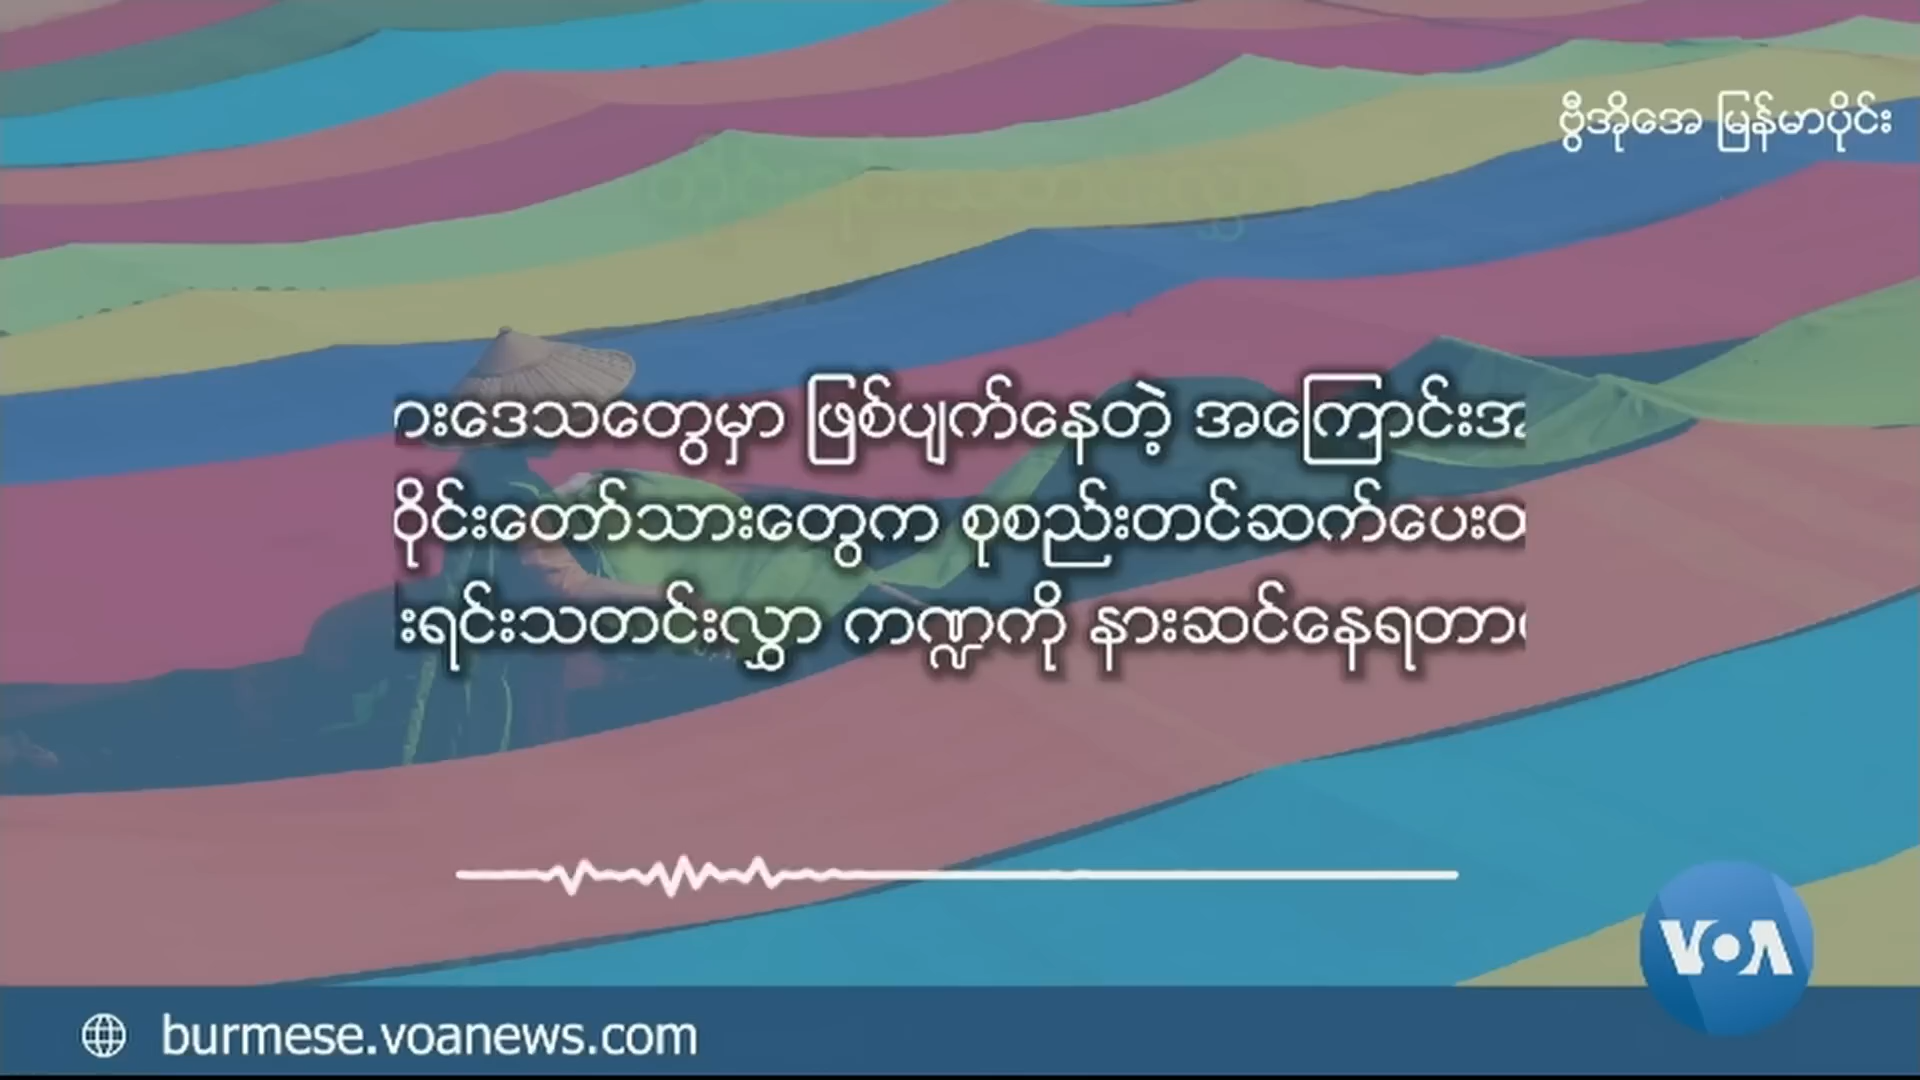 ဗွီအိုအေ မြန်မာပိုင်း
ားဒေသတွေမှာ ဖြစ်ပျက်နေတဲ့ အကြောင်းအ
ဝိုင်းတော်သားတွေက စုစည်းတင်ဆက်ပေး
းရင်းသတင်းလွှာ ကဏ္ဍကို နားဆင်နေရတာ
VOA
burmese.voanews.com